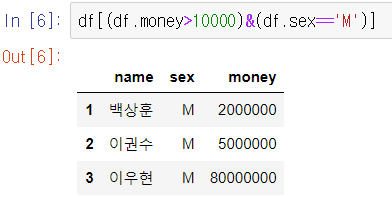 In [6]: df[(df.money>10000)&(df.sex=='M')]
Out[6]:
name sex money
1 백상훈 M 2000000
2 이권수 M 5000000
3 이우현 M 80000000